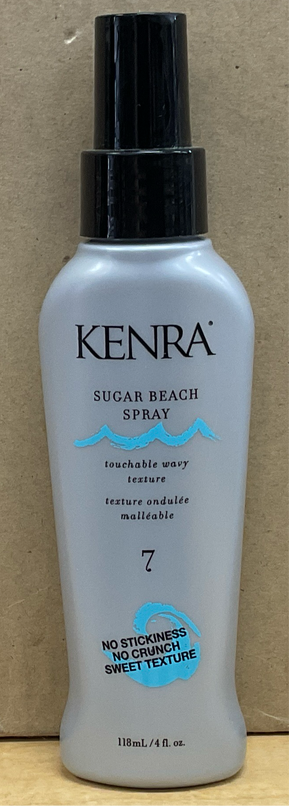 KENRA®
SUGAR BEACH
SPRAY
touchable wavy
texture
texture ondulée
malléable
7
NO STICKINESS
NO CRUNCH
SWEET TEXTURE
118mL / 4 fl. oz.